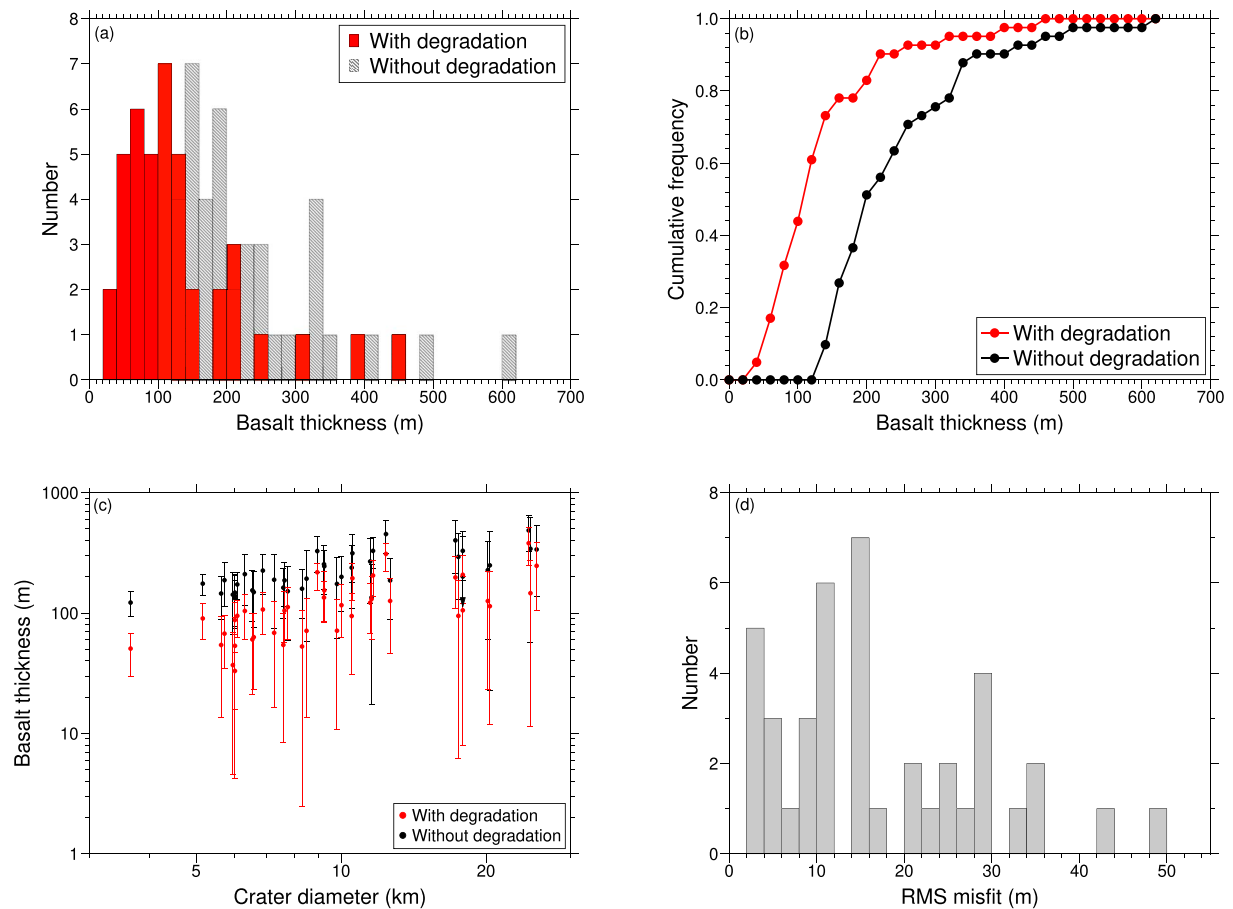 (a)
With degradation
Without degradation
8
7
6
5
4
3
2
1
0
Number
0 100 200 300 400 500 600 700
Basalt thickness (m)
(b)
1.0
0.8
0.6
0.4
0.2
0.0
Cumulative frequency
With degradation
Without degradation
0 100 200 300 400 500 600 700
Basalt thickness (m)
(c)
1000
100
10
1
Basalt thickness (m)
With degradation
Without degradation
5 10 20
Crater diameter (km)
(d)
8
6
4
2
0
Number
0 10 20 30 40 50
RMS misfit (m)